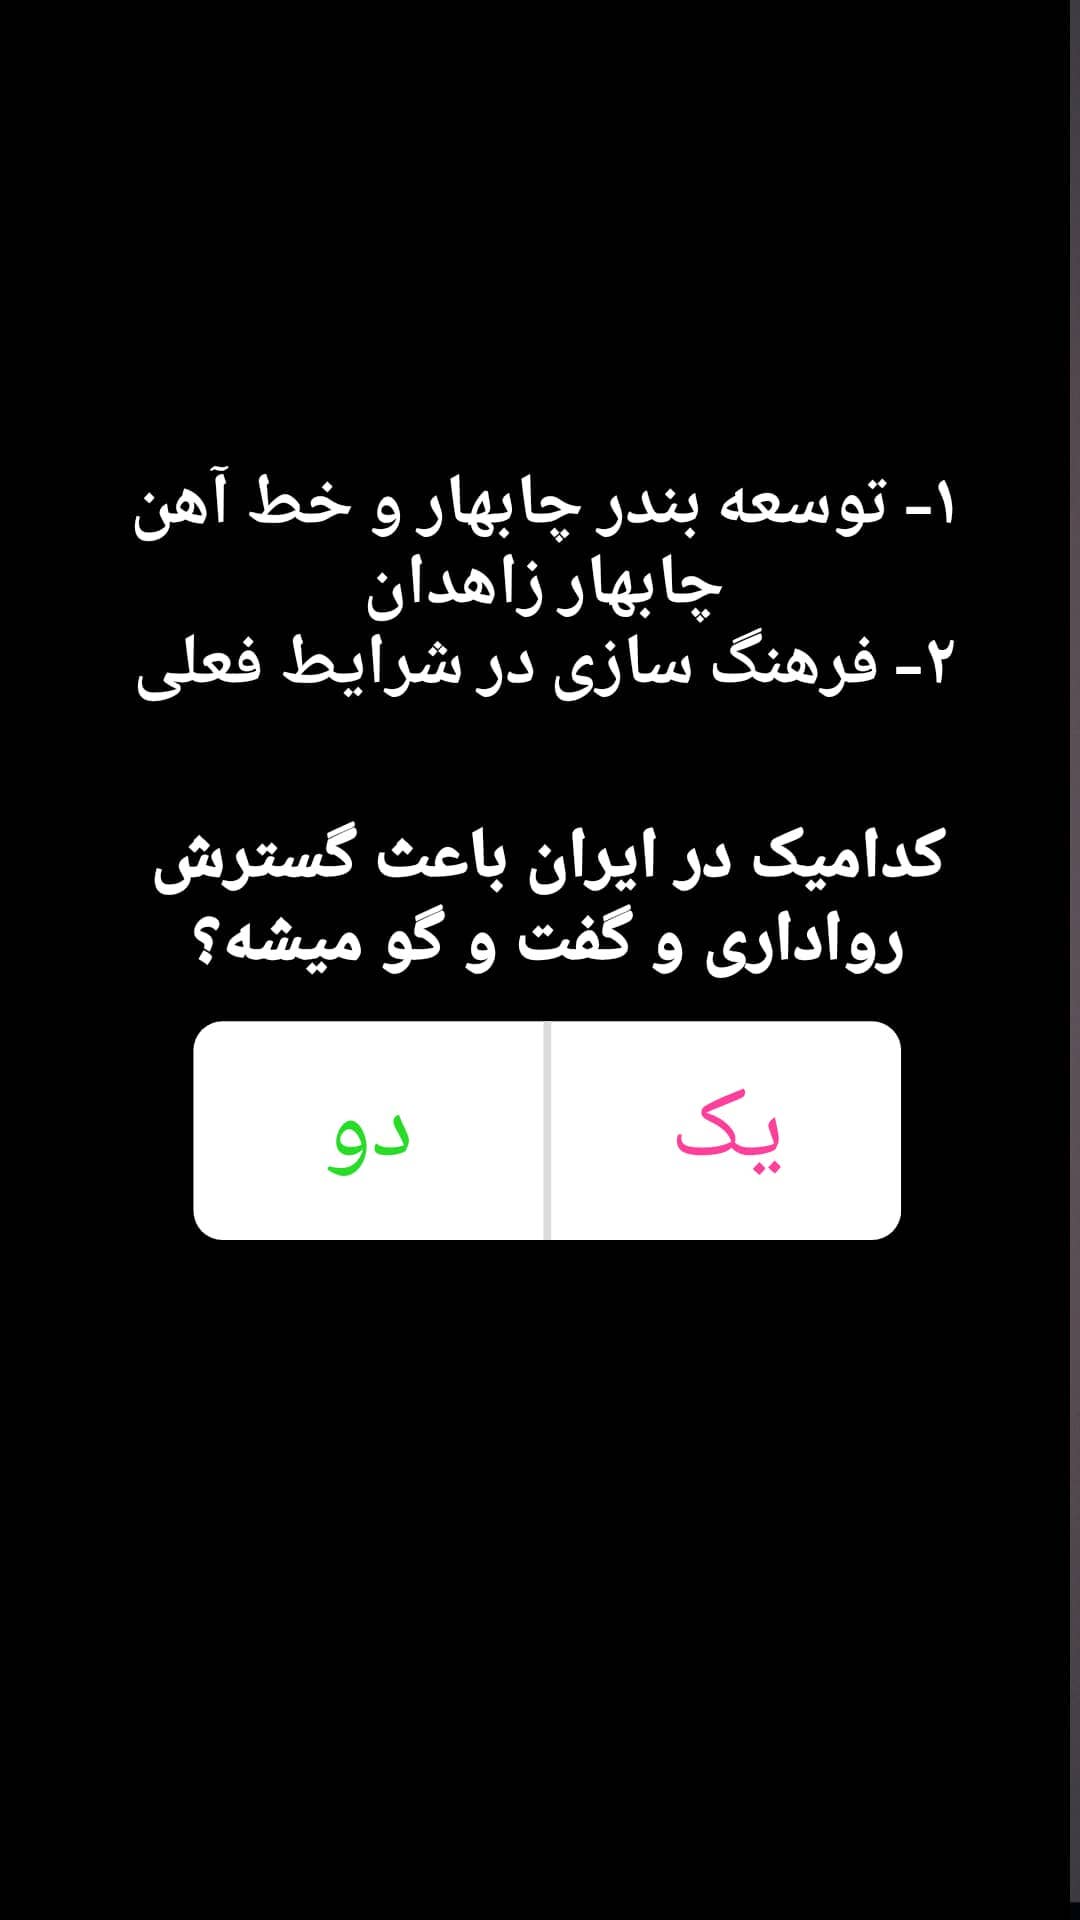 ۱- توسعه بندر چابهار و خط آهن
چابهار زاهدان
۲- فرهنگ سازی در شرایط فعلی
کدامیک در ایران باعث گسترش
رواداری و گفت و گو میشه؟
یک
دو